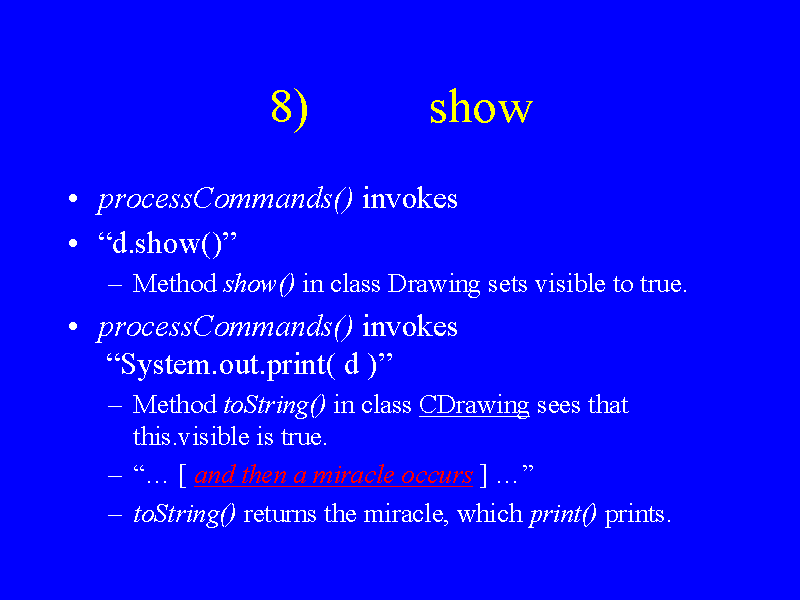 8) show
• processCommands() invokes
• “d.show()”
– Method show() in class Drawing sets visible to true.
• processCommands() invokes
“System.out.print( d )”
– Method toString() in class CDrawing sees that
this.visible is true.
– “… [ and then a miracle occurs ] …”
– toString() returns the miracle, which print() prints.